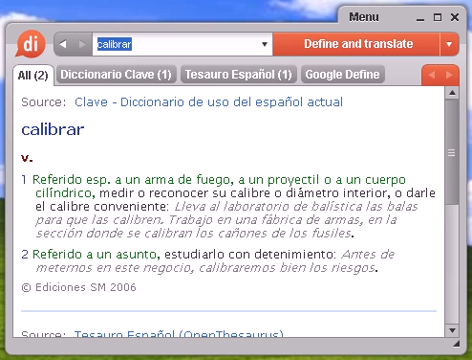 Menu
di
calibrar
Define and translate
All (2)
Diccionario Clave (1)
Tesauro Español (1)
Google Define
Source: Clave - Diccionario de uso del español actual
calibrar
v.
1 Referido esp. a un arma de fuego, a un proyectil o a un cuerpo
cilíndrico, medir o reconocer su calibre o diámetro interior, o darle
el calibre conveniente: Lleva al laboratorio de balística las balas
para que las calibren. Trabajo en una fábrica de armas, en la
sección donde se calibran los cañones de los fusiles.
2 Referido a un asunto, estudiarlo con detenimiento: Antes de
meternos en este negocio, calibraremos bien los riesgos.
© Ediciones SM 2006
Source: Tesauro Español (OpenThesaurus)